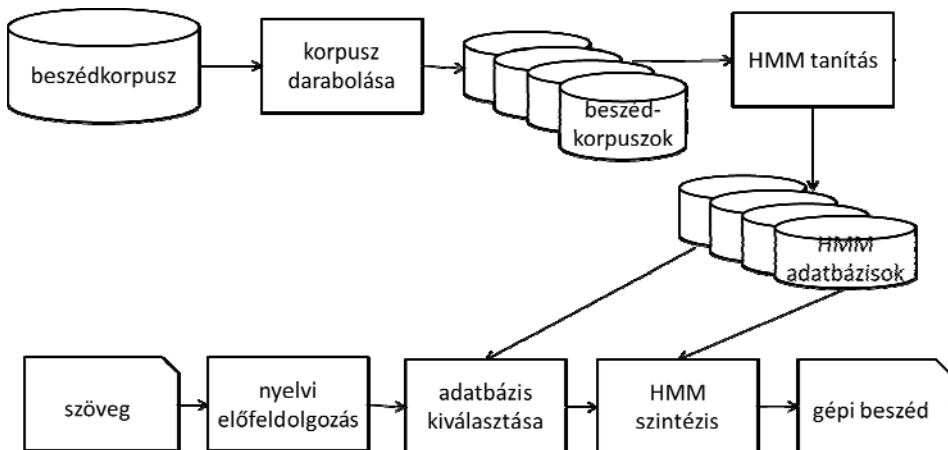 beszédkorpusz
korpusz
darabolása
beszéd-
korpuszok
HMM tanítás
HMM
adatbázisok
szöveg
nyelvi
előfeldolgozás
adatbázis
kiválasztása
HMM
szintézis
gépi beszéd